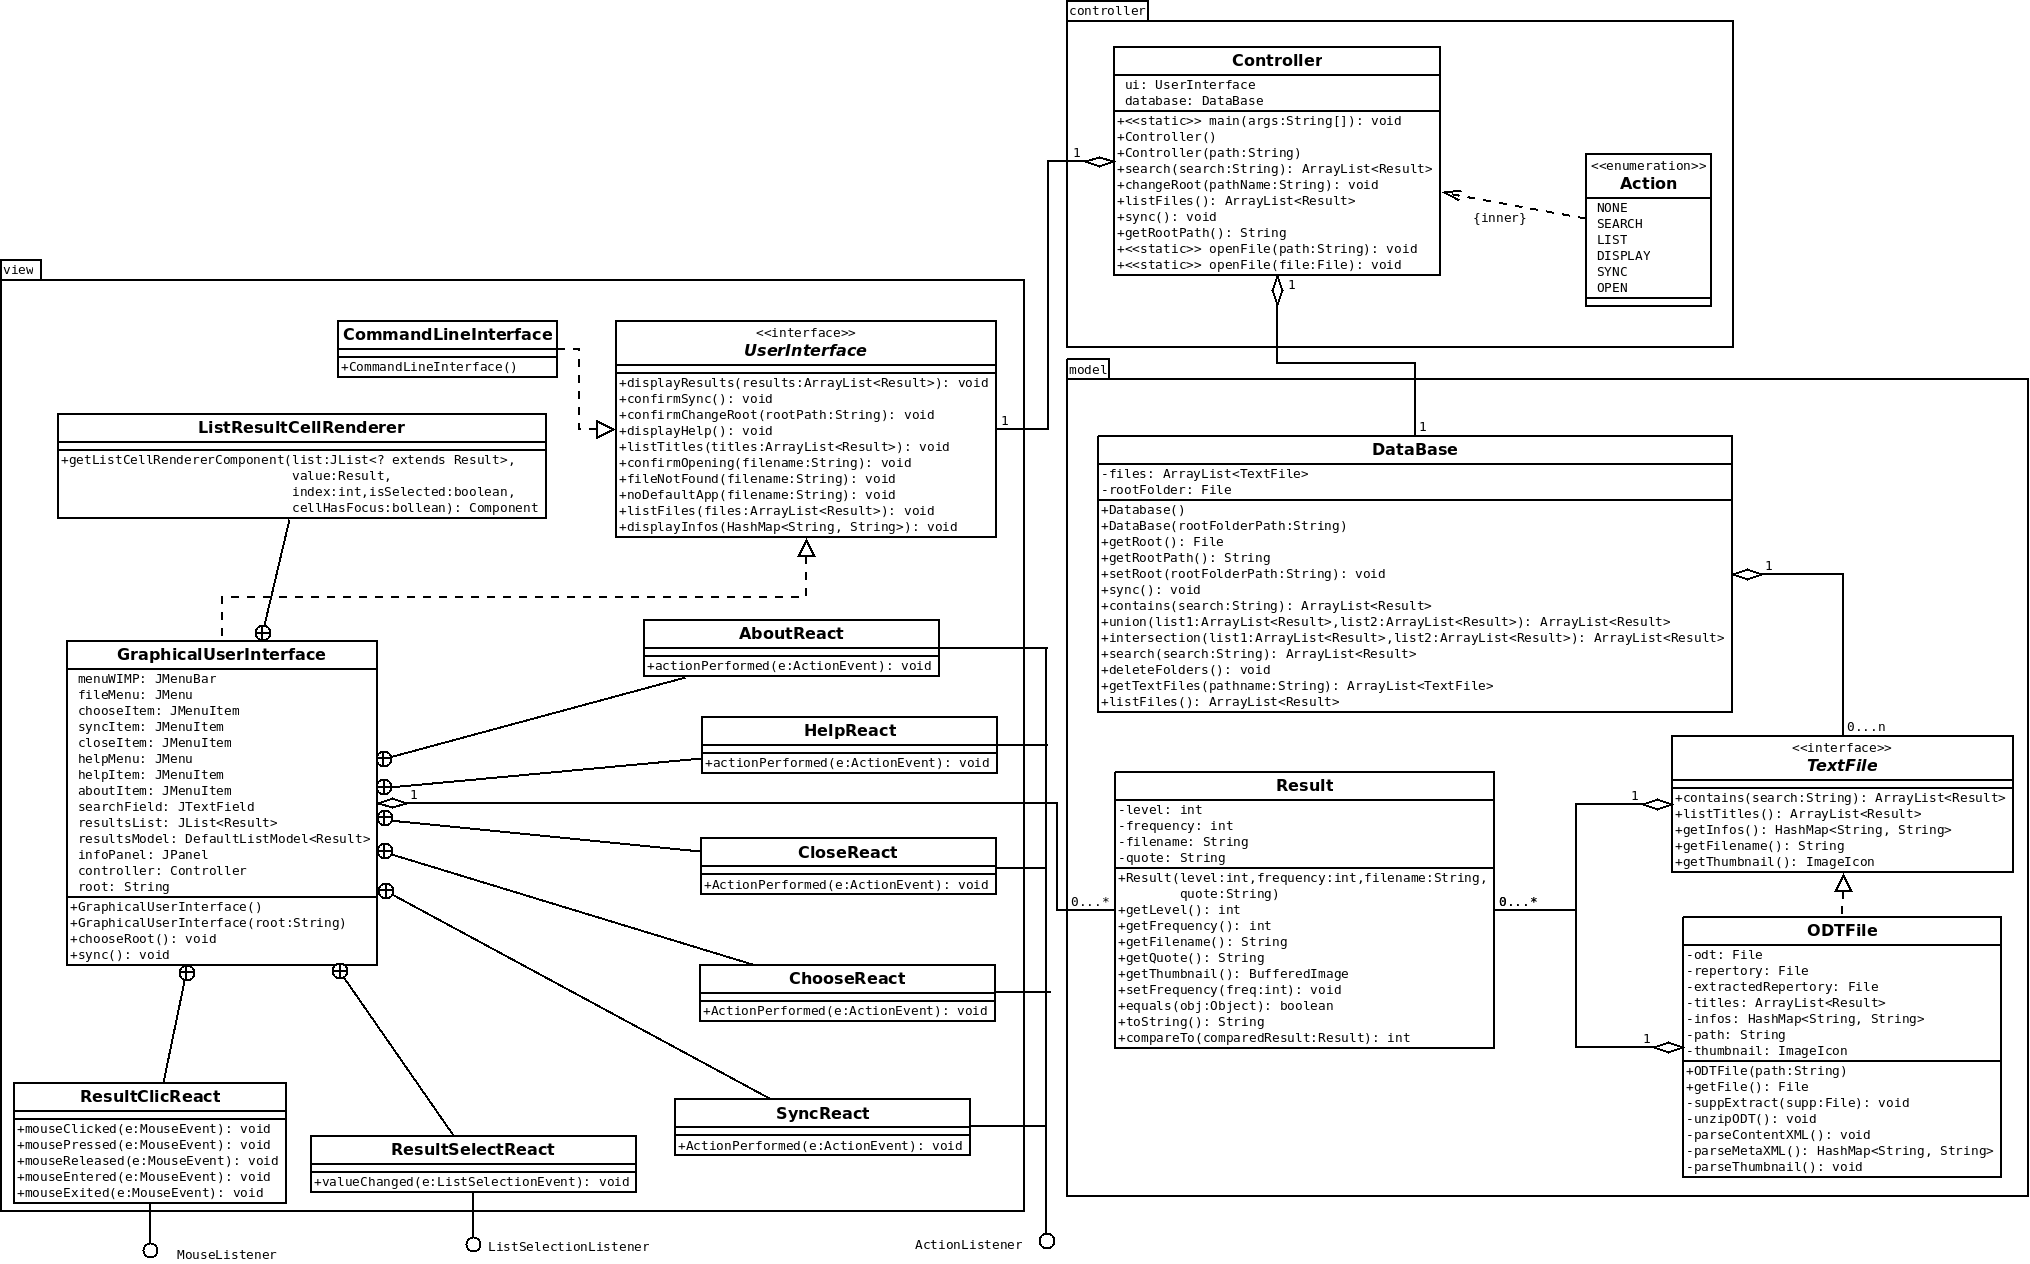 controller
Controller
ui: UserInterface
database: DataBase
+<<static>> main(args:String[]): void
+Controller()
+Controller(path:String)
+search(search:String): ArrayList<Result>
+changeRoot(pathName:String): void
+listFiles(): ArrayList<Result>
+sync(): void
+getRootPath(): String
+<<static>> openFile(path:String): void
+<<static>> openFile(file:File): void
1
1
{inner}
<<enumeration>>
Action
NONE
SEARCH
LIST
DISPLAY
SYNC
OPEN
view
CommandLineInterface
+CommandLineInterface()
<<interface>>
UserInterface
+displayResults(results:ArrayList<Result>): void
+confirmSync(): void
+confirmChangeRoot(rootPath:String): void
+displayHelp(): void
+listTitles(titles:ArrayList<Result>): void
+confirmOpening(filename:String): void
+fileNotFound(filename:String): void
+noDefaultApp(filename:String): void
+listFiles(files:ArrayList<Result>): void
+displayInfos(HashMap<String, String>): void
1
ListResultCellRenderer
+getListCellRendererComponent(list:JList<? extends Result>,
value:Result,
index:int,isSelected:boolean,
cellHasFocus:bollean): Component
GraphicalUserInterface
menuWIMP: JMenuBar
fileMenu: JMenu
chooseItem: JMenuItem
syncItem: JMenuItem
closeItem: JMenuItem
helpMenu: JMenu
helpItem: JMenuItem
aboutItem: JMenuItem
searchField: JTextField
resultsList: JList<Result>
resultsModel: DefaultListModel<Result>
infoPanel: JPanel
controller: Controller
root: String
+GraphicalUserInterface()
+GraphicalUserInterface(root:String)
+chooseRoot(): void
+sync(): void
1
AboutReact
+actionPerformed(e:ActionEvent): void
HelpReact
+actionPerformed(e:ActionEvent): void
CloseReact
+ActionPerformed(e:ActionEvent): void
ChooseReact
+ActionPerformed(e:ActionEvent): void
SyncReact
+ActionPerformed(e:ActionEvent): void
ResultClicReact
+mouseClicked(e:MouseEvent): void
+mousePressed(e:MouseEvent): void
+mouseReleased(e:MouseEvent): void
+mouseEntered(e:MouseEvent): void
+mouseExited(e:MouseEvent): void
ResultSelectReact
+valueChanged(e:ListSelectionEvent): void
MouseListener
ListSelectionListener
ActionListener
model
1
DataBase
-files: ArrayList<TextFile>
-rootFolder: File
+Database()
+DataBase(rootFolderPath:String)
+getRoot(): File
+getRootPath(): String
+setRoot(rootFolderPath:String): void
+sync(): void
+contains(search:String): ArrayList<Result>
+union(list1:ArrayList<Result>,list2:ArrayList<Result>): ArrayList<Result>
+intersection(list1:ArrayList<Result>,list2:ArrayList<Result>): ArrayList<Result>
+search(search:String): ArrayList<Result>
+deleteFolders(): void
+getTextFiles(pathname:String): ArrayList<TextFile>
+listFiles(): ArrayList<Result>
1
0...n
<<interface>>
TextFile
+contains(search:String): ArrayList<Result>
+listTitles(): ArrayList<Result>
+getInfos(): HashMap<String, String>
+getFilename(): String
+getThumbnail(): ImageIcon
1
Result
-level: int
-frequency: int
-filename: String
-quote: String
+Result(level:int,frequency:int,filename:String,
quote:String)
+getLevel(): int
+getFrequency(): int
+getFilename(): String
+getQuote(): String
+getThumbnail(): BufferedImage
+setFrequency(freq:int): void
+equals(obj:Object): boolean
+toString(): String
+compareTo(comparedResult:Result): int
0...*
0...*
1
ODTFile
-odt: File
-repertory: File
-extractedRepertory: File
-titles: ArrayList<Result>
-infos: HashMap<String, String>
-path: String
-thumbnail: ImageIcon
+ODTFile(path:String)
+getFile(): File
-suppExtract(supp:File): void
-unzipODT(): void
-parseContentXML(): void
-parseMetaXML(): HashMap<String, String>
-parseThumbnail(): void